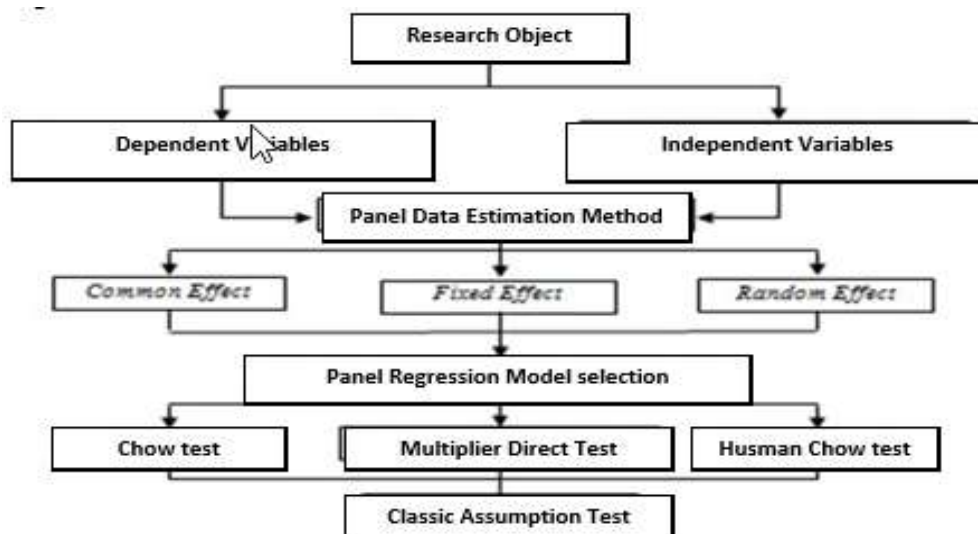 Research Object
Dependent Variables
Independent Variables
Panel Data Estimation Method
Common Effect
Fixed Effect
Random Effect
Panel Regression Model selection
Chow test
Multiplier Direct Test
Husman Chow test
Classic Assumption Test